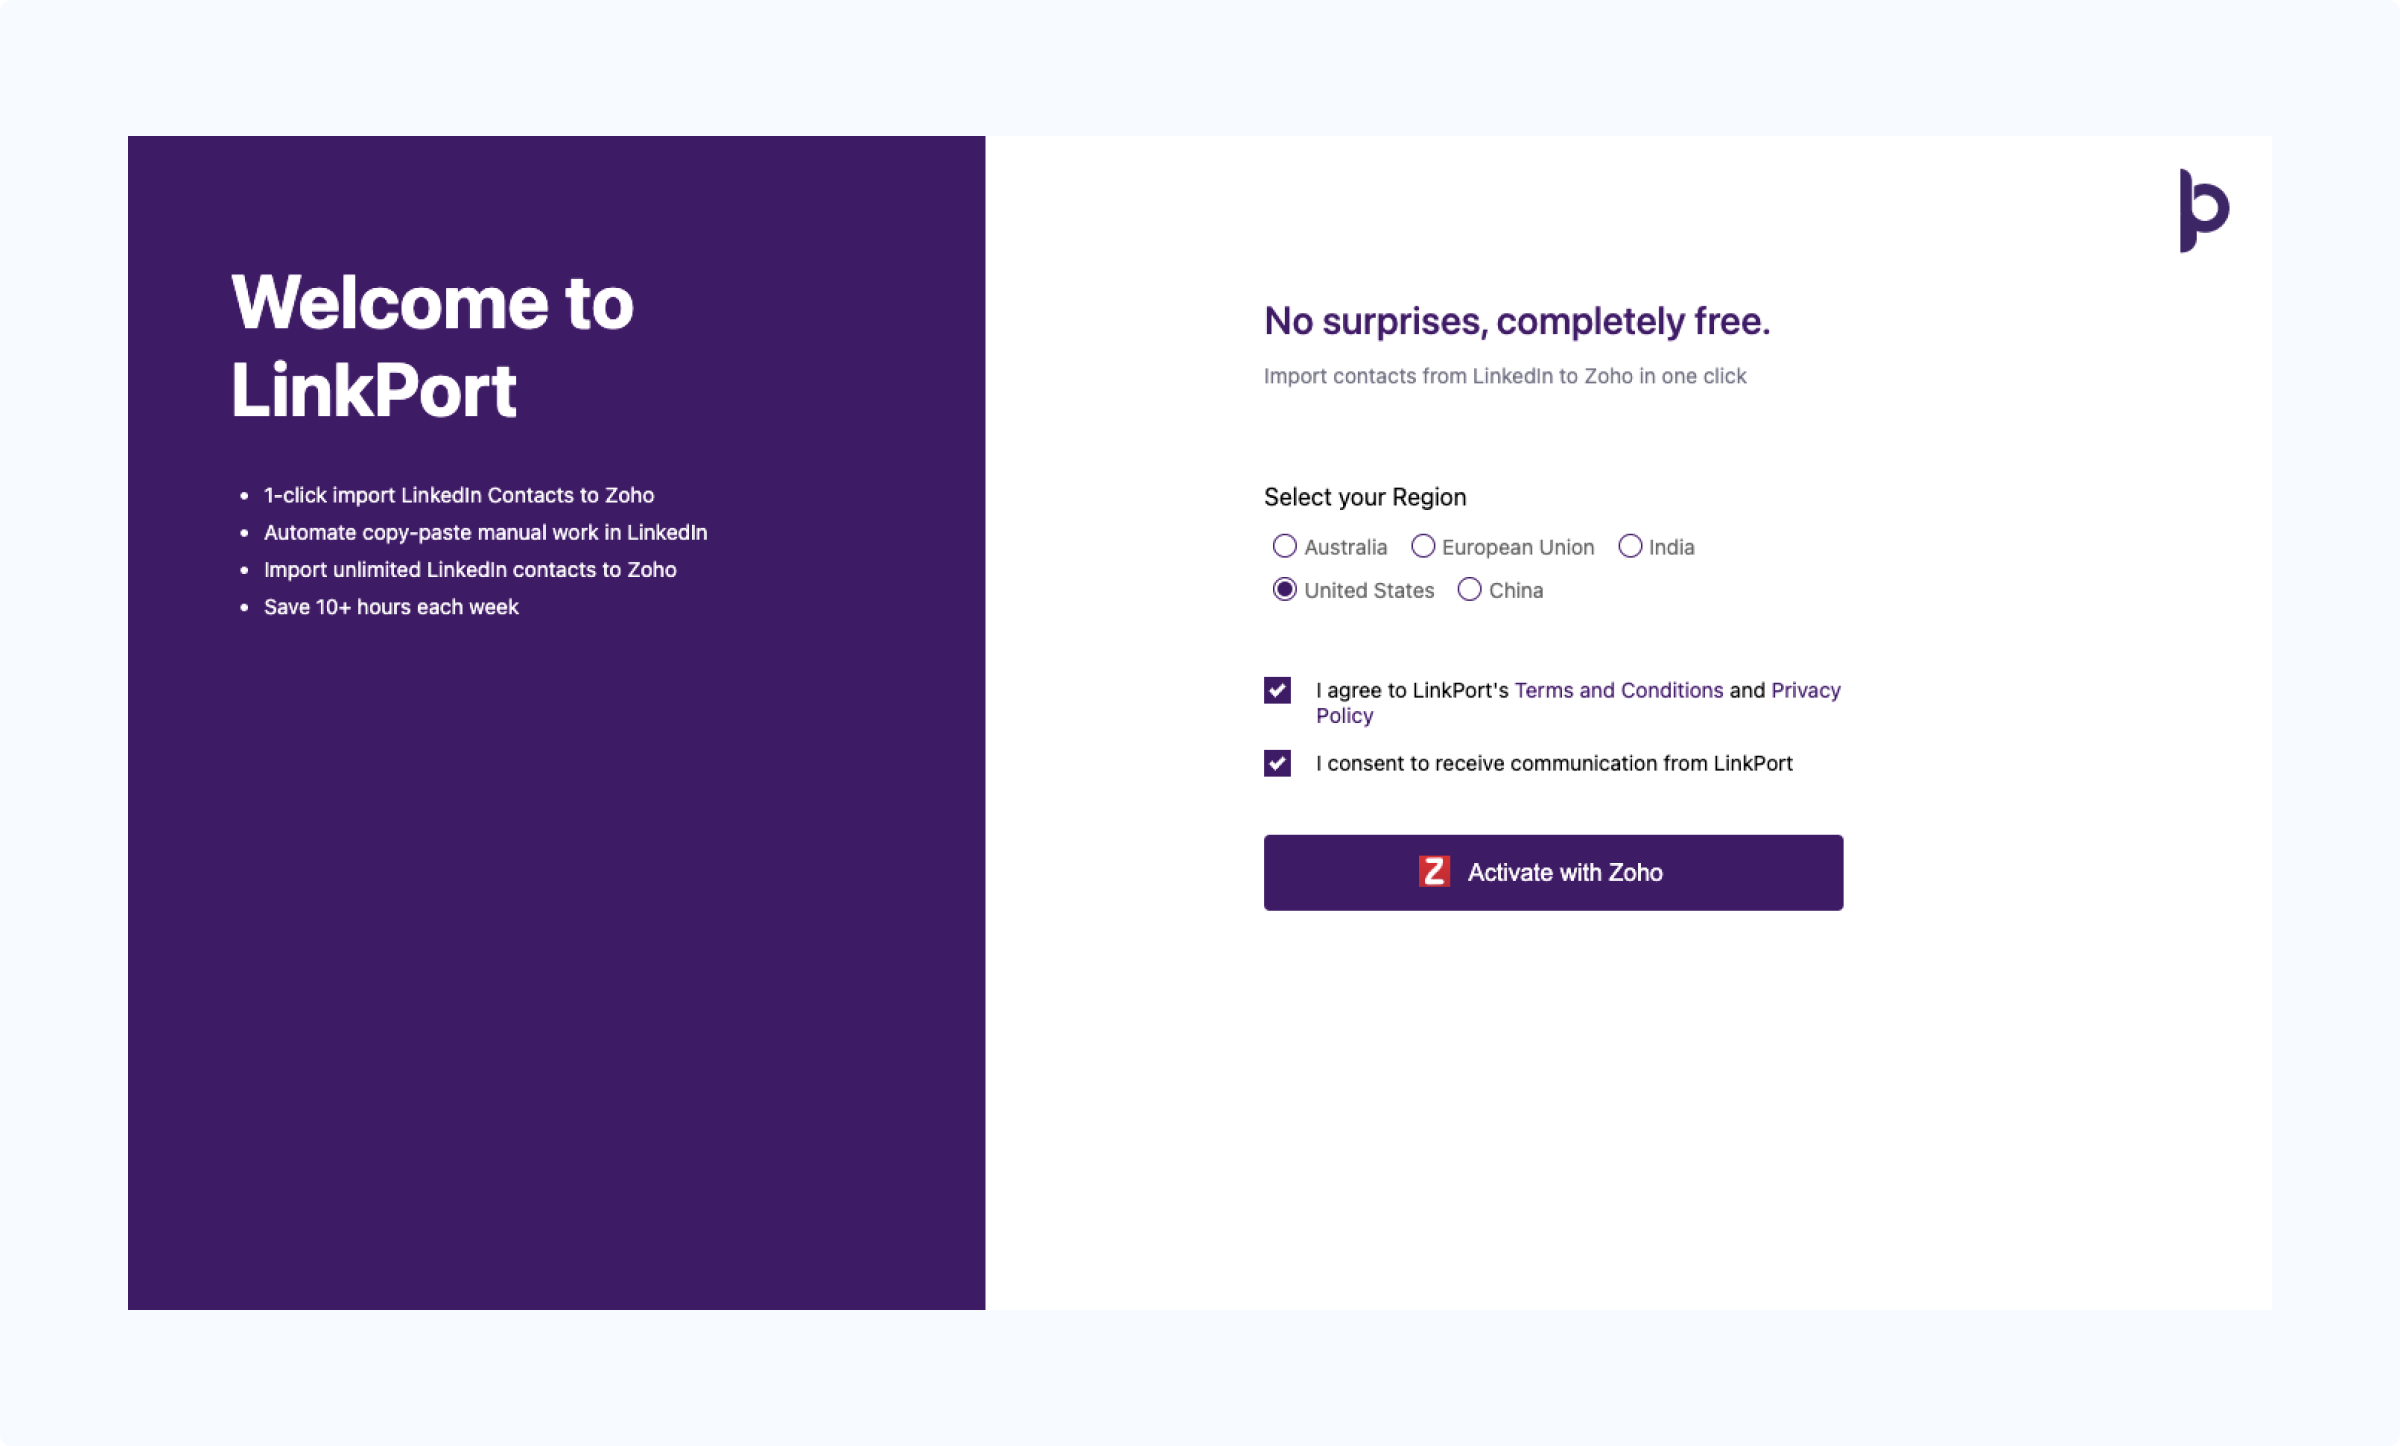 Welcome to
LinkPort
• 1-click import LinkedIn Contacts to Zoho
• Automate copy-paste manual work in LinkedIn
• Import unlimited LinkedIn contacts to Zoho
• Save 10+ hours each week
No surprises, completely free.
Import contacts from LinkedIn to Zoho in one click
Select your Region
Australia European Union India
United States China
I agree to LinkPort's Terms and Conditions and Privacy
Policy
I consent to receive communication from LinkPort
Z Activate with Zoho